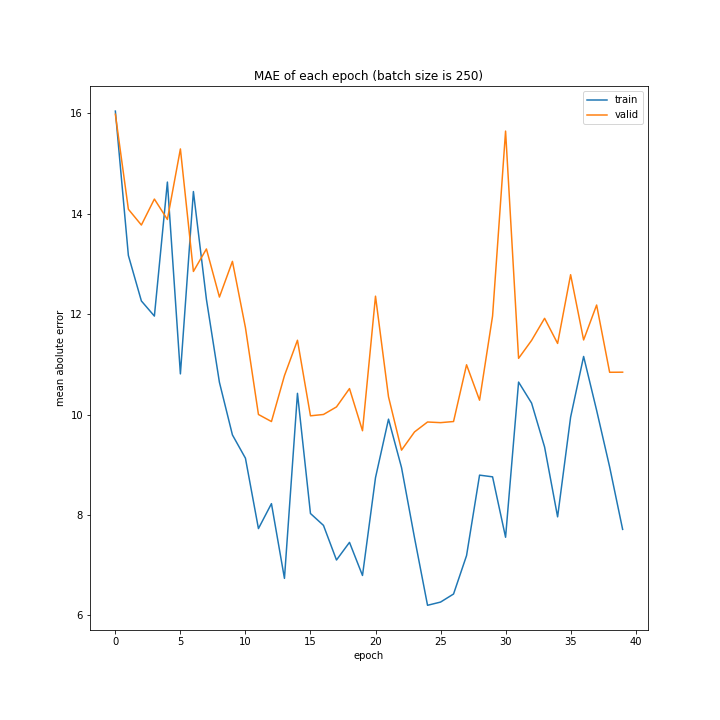 MAE of each epoch (batch size is 250)
train
valid
16
14
12
10
8
6
mean abolute error
0 5 10 15 20 25 30 35 40
epoch